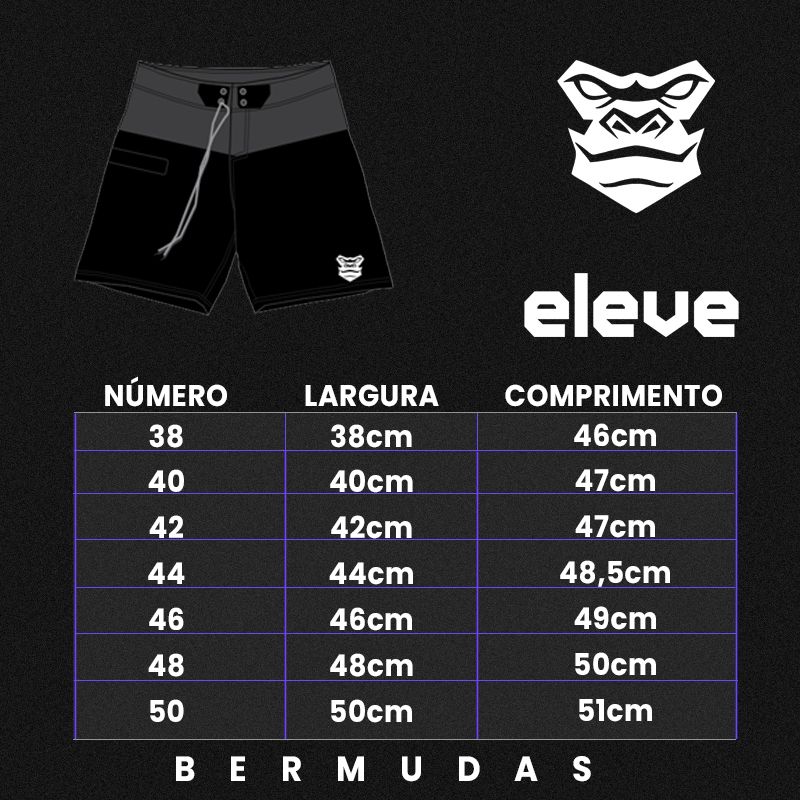 eleve
NÚMERO LARGURA COMPRIMENTO
38 38cm 46cm
40 40cm 47cm
42 42cm 47cm
44 44cm 48,5cm
46 46cm 49cm
48 48cm 50cm
50 50cm 51cm
BERMUDAS